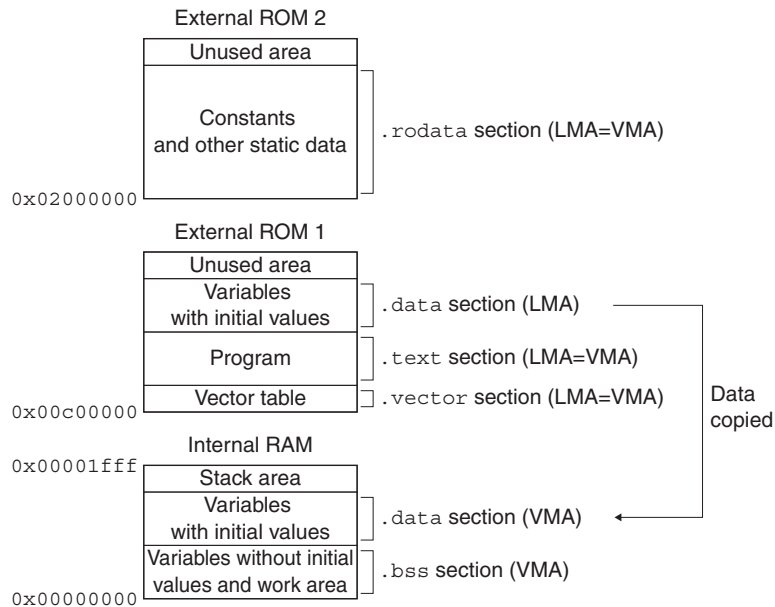 External ROM 2
Unused area
Constants
and other static data
.rodata section (LMA=VMA)
0x02000000
External ROM 1
Unused area
Variables
with initial values
.data section (LMA)
Program
.text section (LMA=VMA)
Vector table
.vector section (LMA=VMA)
0x00c00000
Data
copied
Internal RAM
0x00001fff
Stack area
Variables
with initial values
.data section (VMA)
Variables without initial
values and work area
.bss section (VMA)
0x00000000